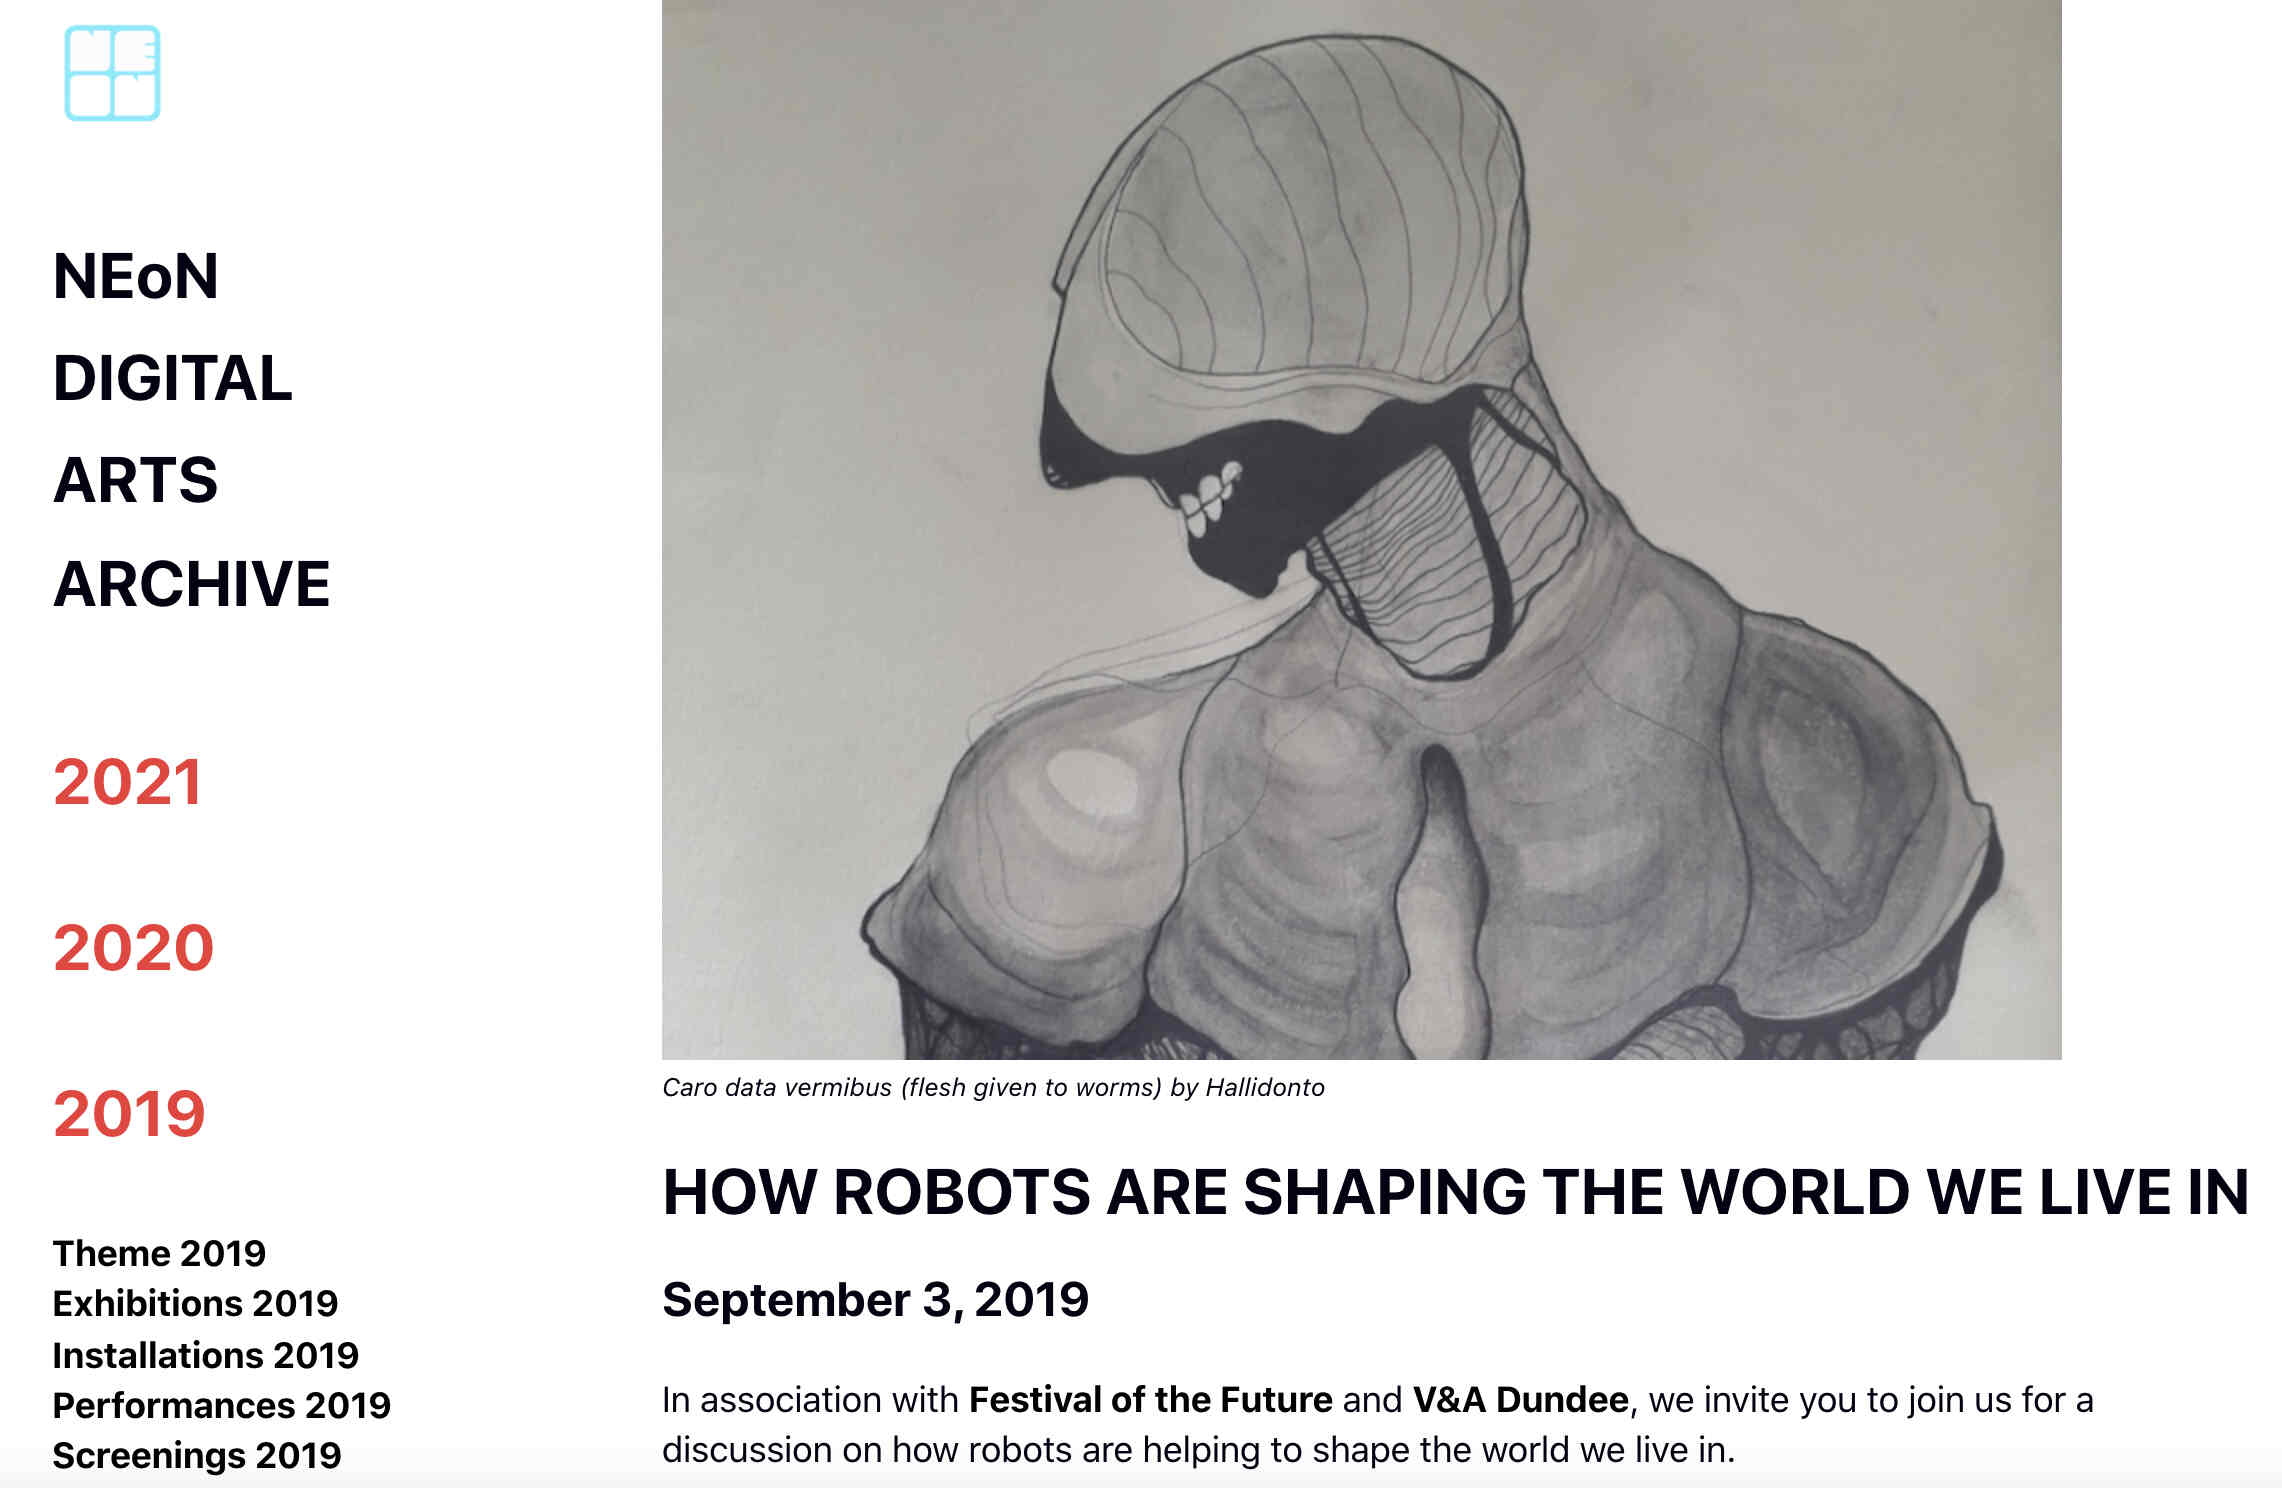 NEoN
DIGITAL
ARTS
ARCHIVE
2021
2020
2019
Theme 2019
Exhibitions 2019
Installations 2019
Performances 2019
Screenings 2019
Caro data vermibus (flesh given to worms) by Hallidonto
HOW ROBOTS ARE SHAPING THE WORLD WE LIVE IN
September 3, 2019
In association with Festival of the Future and V&A Dundee, we invite you to join us for a
discussion on how robots are helping to shape the world we live in.